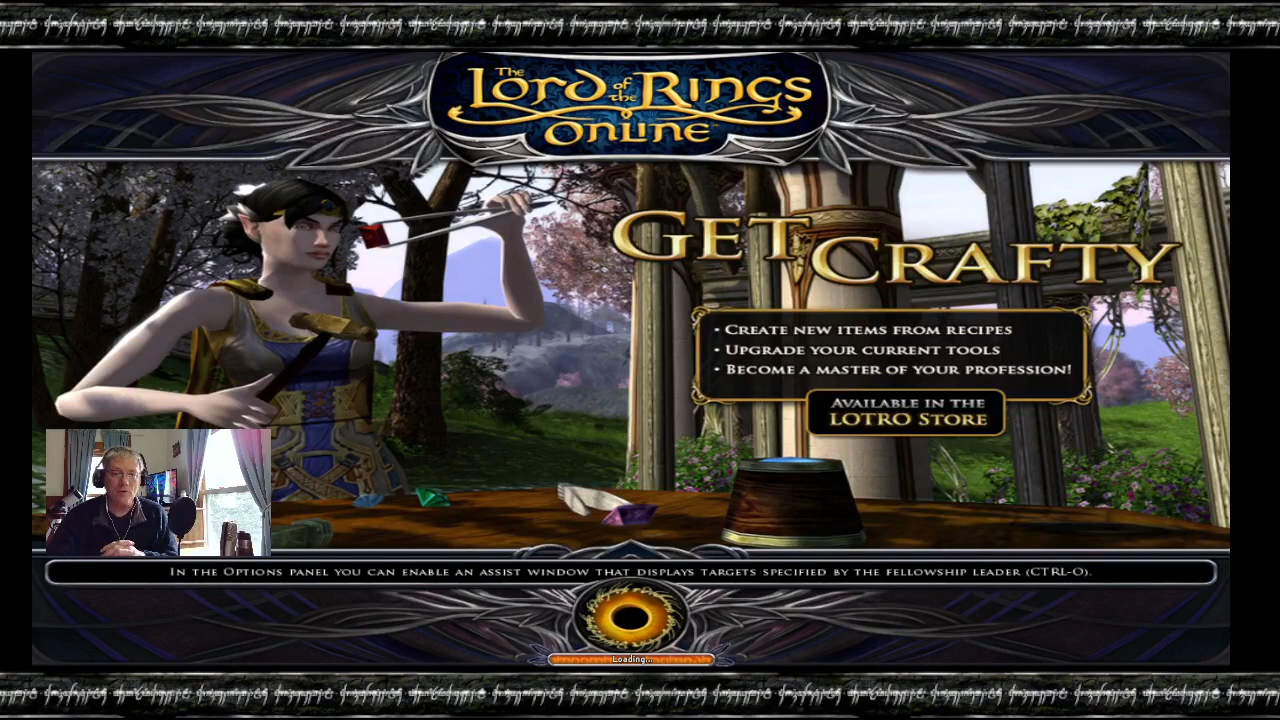 The
Lord of the Rings
Online
Get Crafty
• Create new items from recipes
• Upgrade your current tools
• Become a master of your profession!
Available in the
LOTRO Store
In the Options panel you can enable an assist window that displays targets specified by the fellowship leader (CTRL-O).
Loading...